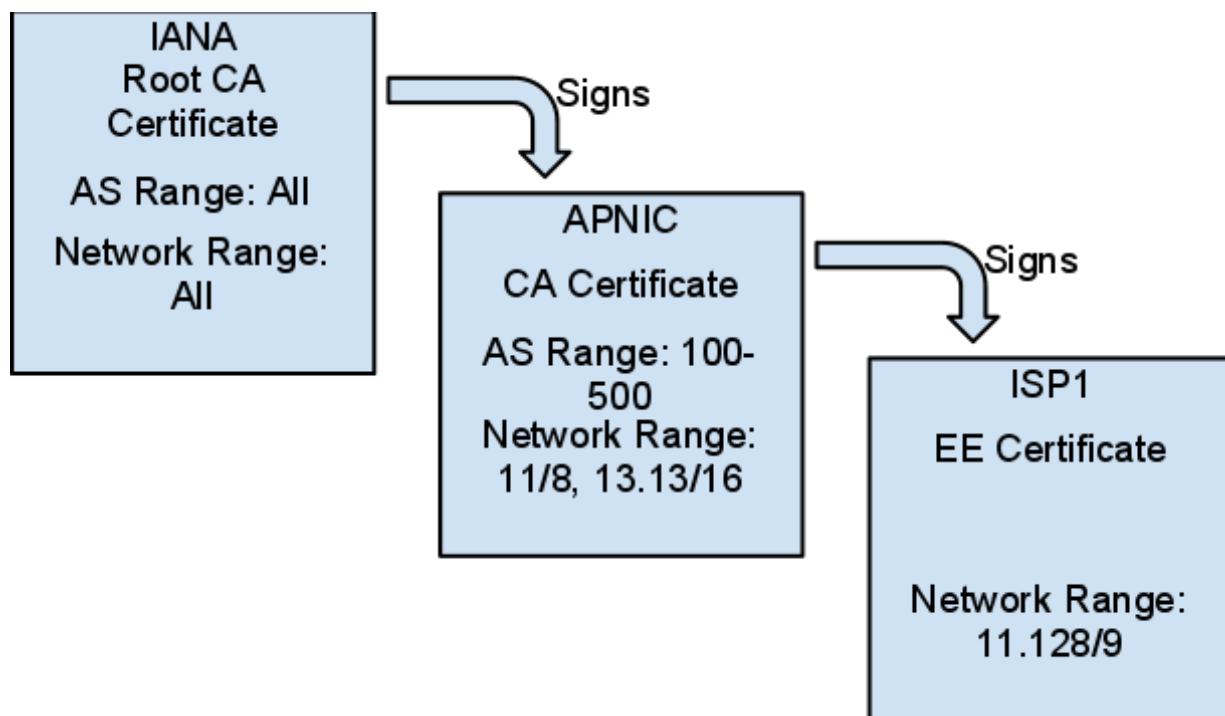 IANA
Root CA
Certificate
AS Range: All
Network Range:
All
Signs
APNIC
CA Certificate
AS Range: 100-
500
Network Range:
11/8, 13.13/16
Signs
ISP1
EE Certificate
Network Range:
11.128/9